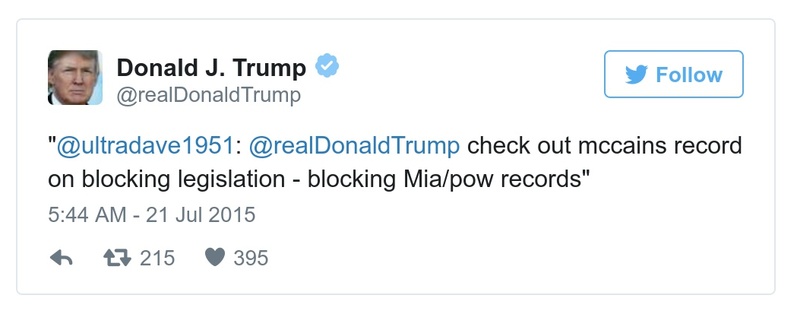 Donald J. Trump
@realDonaldTrump
Follow
"@ultradave1951: @realDonaldTrump check out mccains record
on blocking legislation - blocking Mia/pow records"
5:44 AM - 21 Jul 2015
215 395